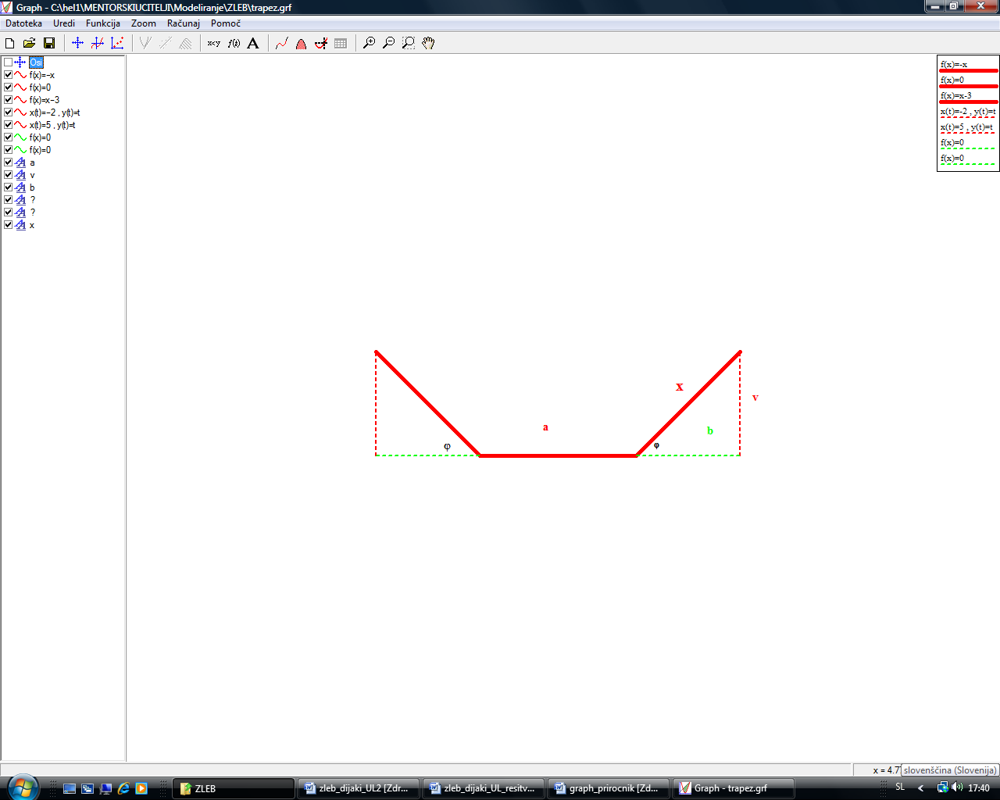 Graph - C:\hel1\MENTORSKIUCITELJI\Modeliranje\ZLEB\trapez.grf
Datoteka Uredi Funkcija Zoom Računaj Pomoč
x<y f(t) A
Osi
f(x)=-x
f(x)=0
f(x)=x-3
x(t)=-2 , y(t)=t
x(t)=5 , y(t)=t
f(x)=0
f(x)=0
a
v
b
?
?
x
f(x)=-x
f(x)=0
f(x)=x-3
x(t)=-2 , y(t)=t
x(t)=5 , y(t)=t
f(x)=0
f(x)=0
x
v
a
b
φ
φ
x = 4.7
slovenščina (Slovenija)
ZLEB
zleb_dijaki_UL2 [Zdr...
zleb_dijaki_UL_resitv...
graph_prirocnik [Zd...
Graph - trapez.grf
SL
17:40